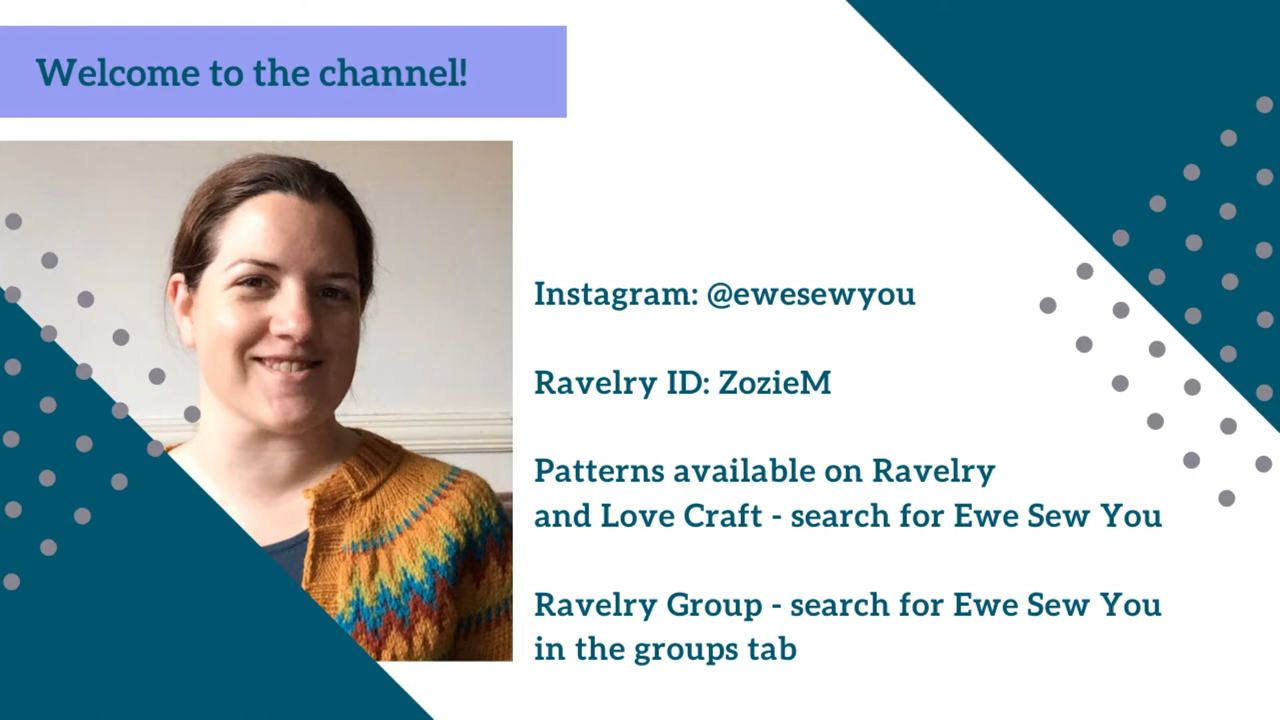 Welcome to the channel!
Instagram: @ewesewyou
Ravelry ID: ZozieM
Patterns available on Ravelry
and Love Craft - search for Ewe Sew You
Ravelry Group - search for Ewe Sew You
in the groups tab